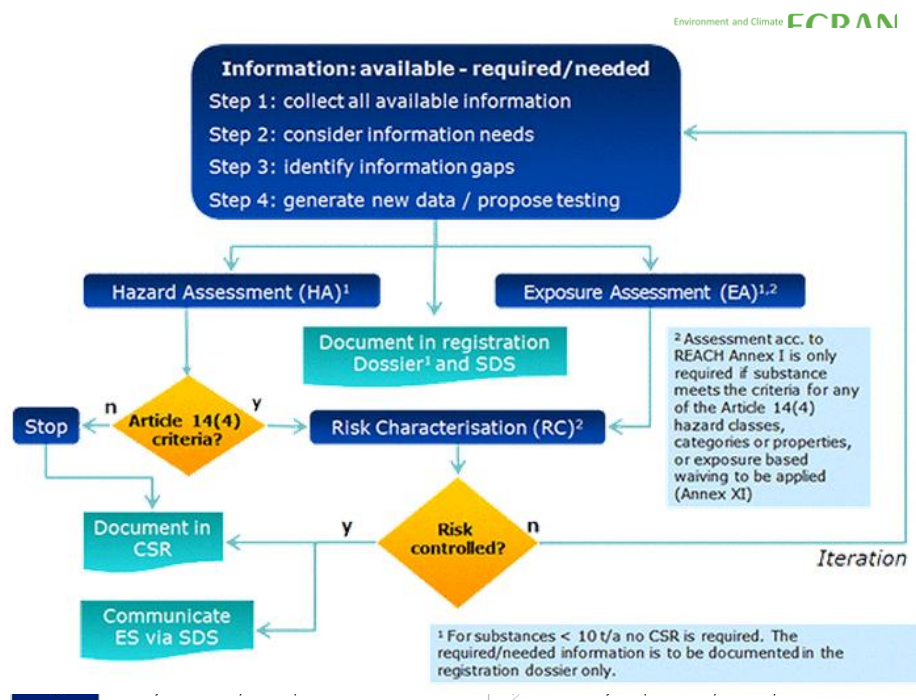 Environment and Climate ECRAN
Information: available - required/needed
Step 1: collect all available information
Step 2: consider information needs
Step 3: identify information gaps
Step 4: generate new data / propose testing
Hazard Assessment (HA)¹
Exposure Assessment (EA)¹,²
Document in registration
Dossier¹ and SDS
² Assessment acc. to
REACH Annex I is only
required if substance
meets the criteria for any
of the Article 14(4)
hazard classes,
categories or properties,
or exposure based
waiving to be applied
(Annex XI)
n
y
Stop
Article 14(4)
criteria?
Risk Characterisation (RC)²
Document in
CSR
y
Risk
controlled?
n
Iteration
Communicate
ES via SDS
¹ For substances < 10 t/a no CSR is required. The
required/needed information is to be documented in the
registration dossier only.